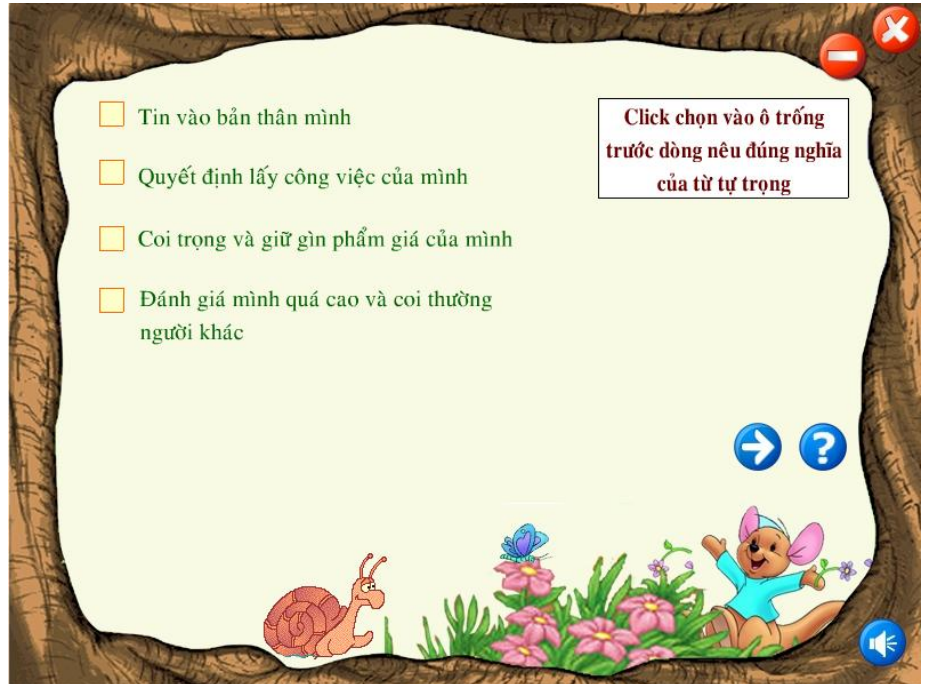 Tin vào bản thân mình
Quyết định lấy công việc của mình
Coi trọng và giữ gìn phẩm giá của mình
Đánh giá mình quá cao và coi thường
người khác
Click chọn vào ô trống
trước dòng nêu đúng nghĩa
của từ tự trọng
?